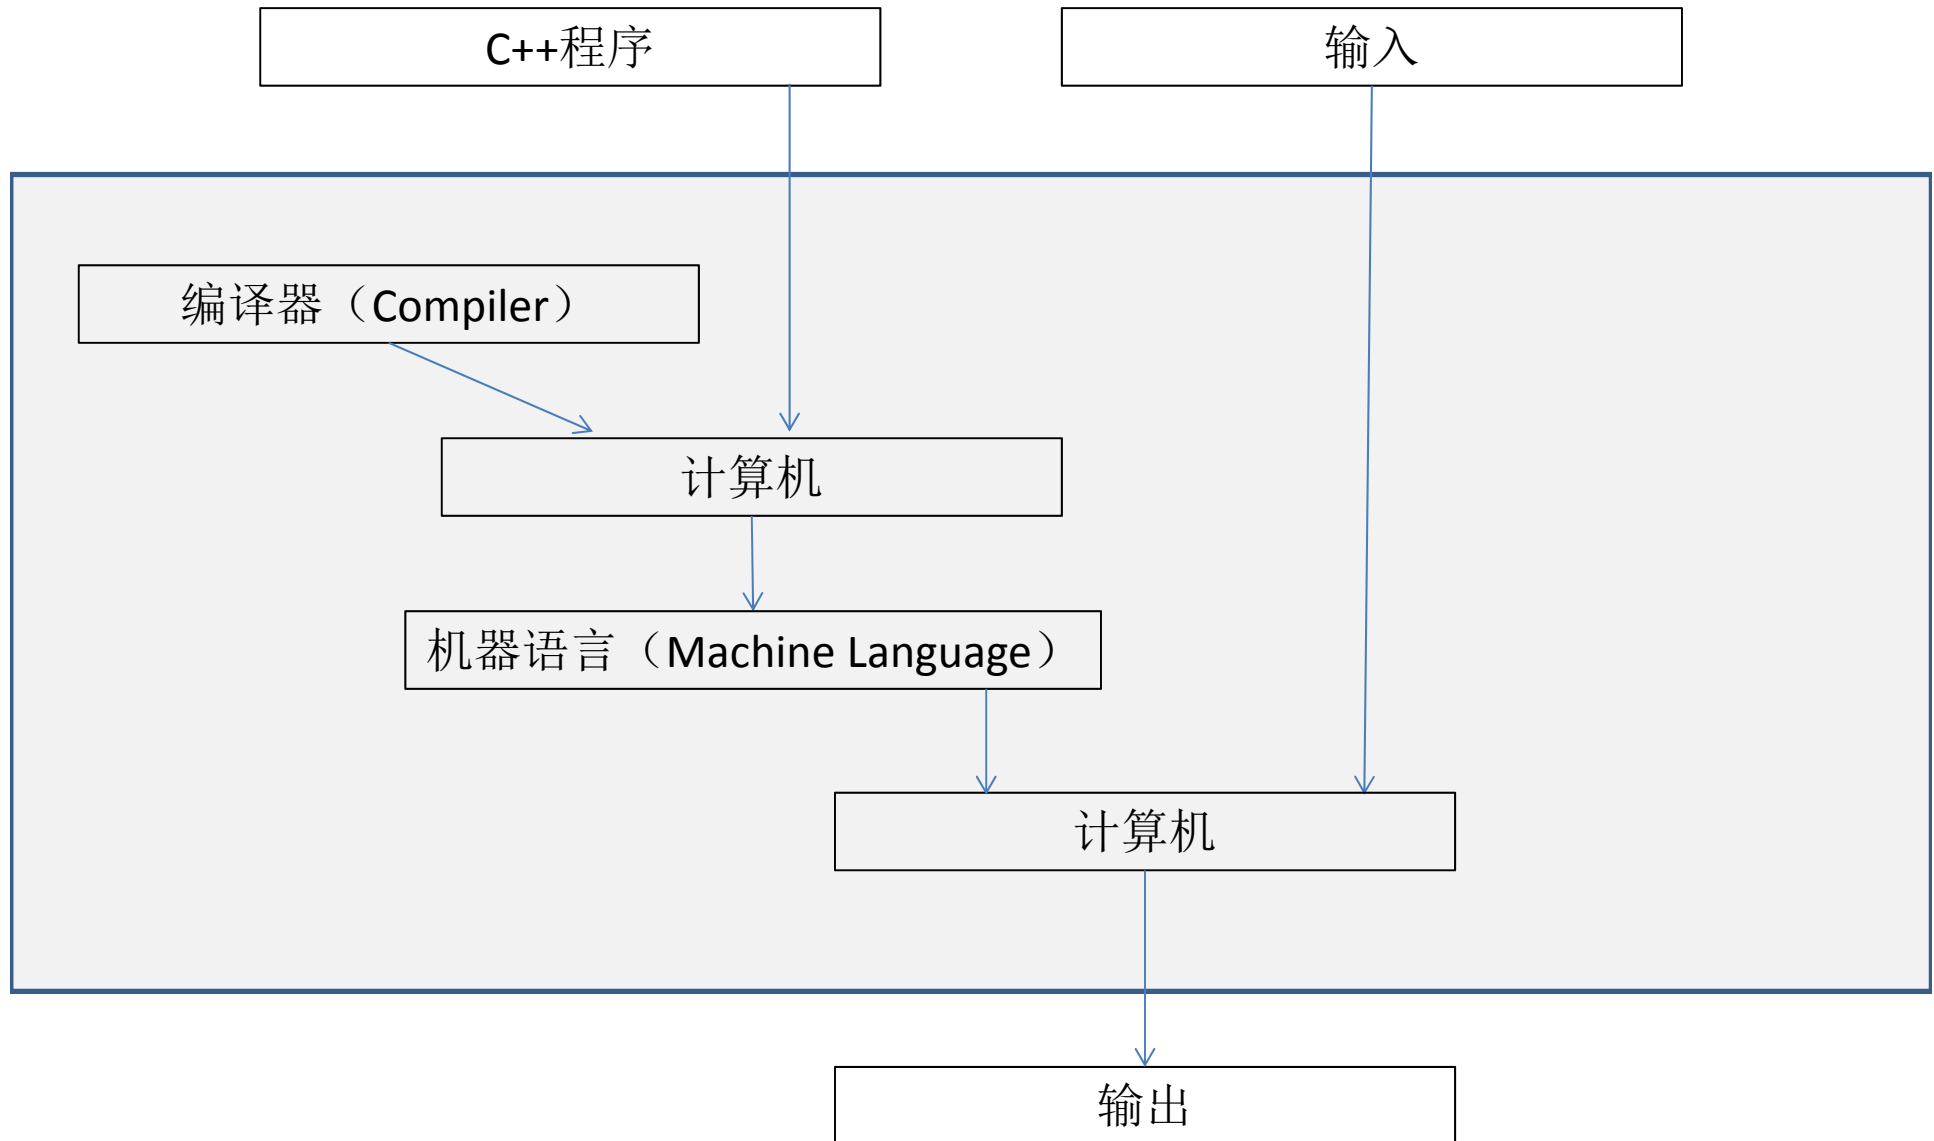 C++程序
输入
编译器（Compiler）
计算机
机器语言（Machine Language）
计算机
输出